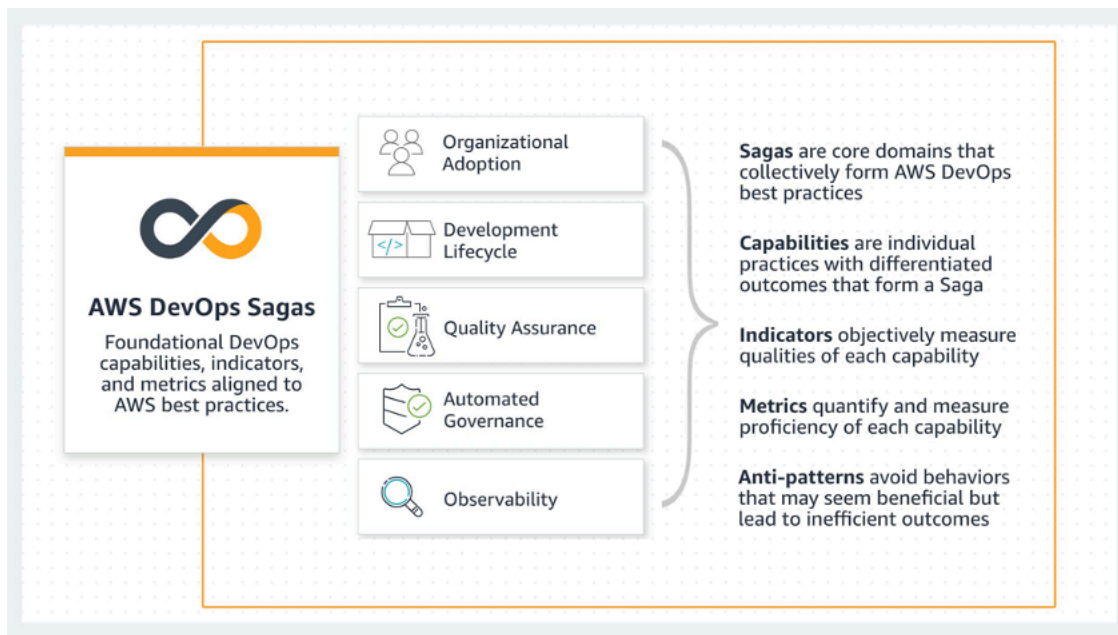 AWS DevOps Sagas
Foundational DevOps
capabilities, indicators,
and metrics aligned to
AWS best practices.
Organizational
Adoption
Development
Lifecycle
</>
Quality Assurance
Automated
Governance
Observability
Sagas are core domains that
collectively form AWS DevOps
best practices
Capabilities are individual
practices with differentiated
outcomes that form a Saga
Indicators objectively measure
qualities of each capability
Metrics quantify and measure
proficiency of each capability
Anti-patterns avoid behaviors
that may seem beneficial but
lead to inefficient outcomes